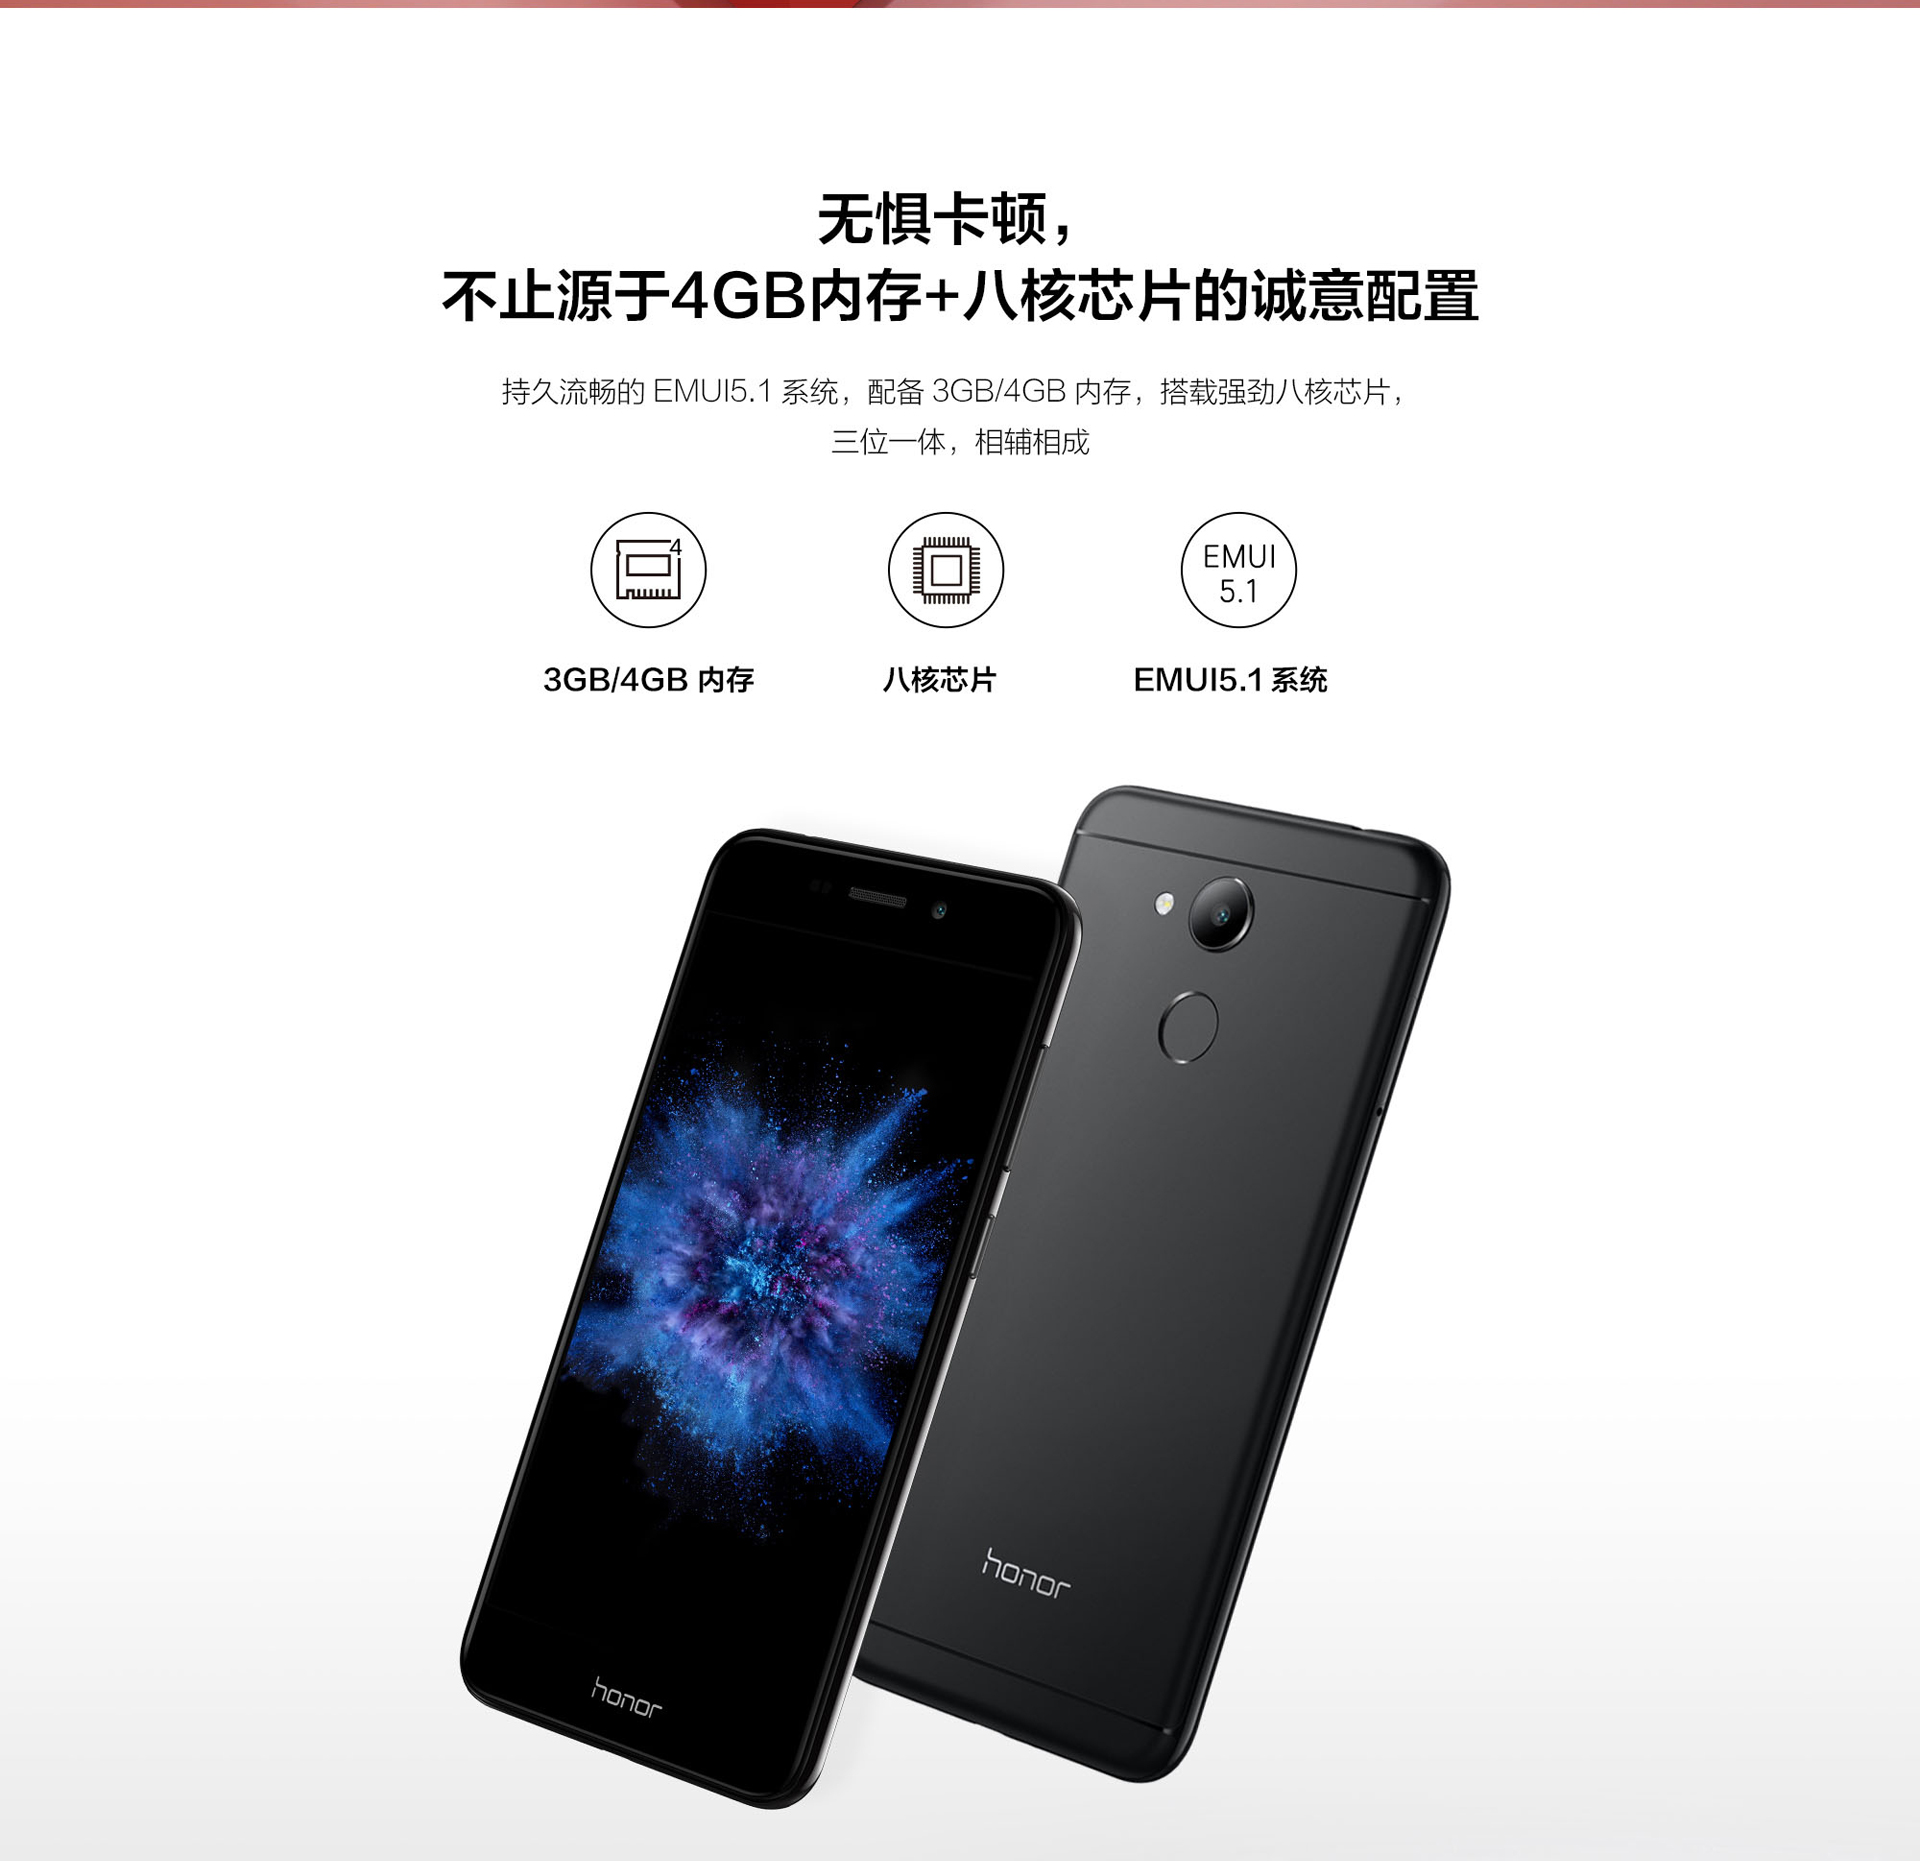 无惧卡顿，
不止源于4GB内存+八核芯片的诚意配置
持久流畅的 EMUI5.1 系统，配备 3GB/4GB 内存，搭载强劲八核芯片，
三位一体，相辅相成
4
EMUI
5.1
3GB/4GB 内存
八核芯片
EMUI5.1 系统
honor
honor